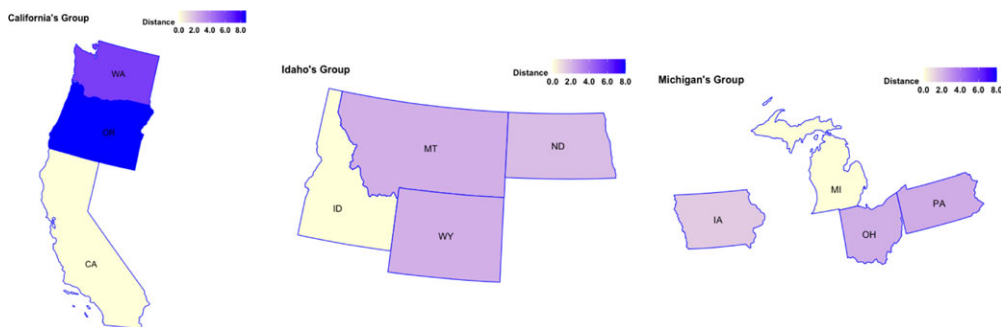 California's Group
Distance
0.0 2.0 4.0 6.0 8.0
WA
OR
CA
Idaho's Group
Distance
0.0 2.0 4.0 6.0 8.0
MT
ND
ID
WY
Michigan's Group
Distance
0.0 2.0 4.0 6.0 8.0
MI
IA
PA
OH